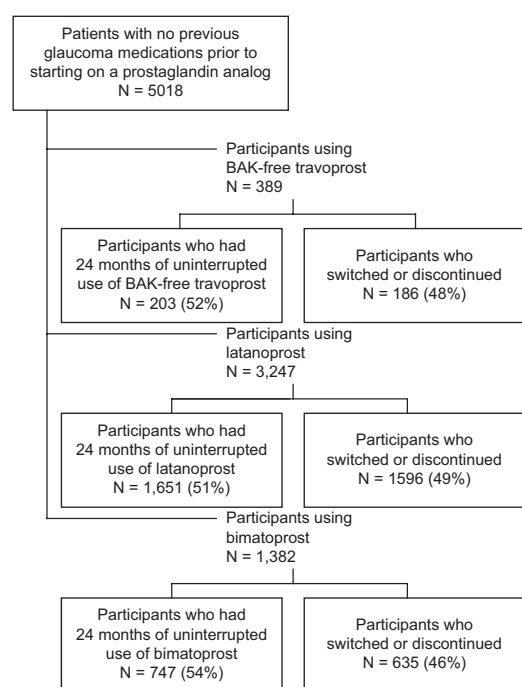 Patients with no previous
glaucoma medications prior to
starting on a prostaglandin analog
N = 5018
Participants using
BAK-free travoprost
N = 389
Participants who had
24 months of uninterrupted
use of BAK-free travoprost
N = 203 (52%)
Participants who
switched or discontinued
N = 186 (48%)
Participants using
latanoprost
N = 3,247
Participants who had
24 months of uninterrupted
use of latanoprost
N = 1,651 (51%)
Participants who
switched or discontinued
N = 1596 (49%)
Participants using
bimatoprost
N = 1,382
Participants who had
24 months of uninterrupted
use of bimatoprost
N = 747 (54%)
Participants who
switched or discontinued
N = 635 (46%)